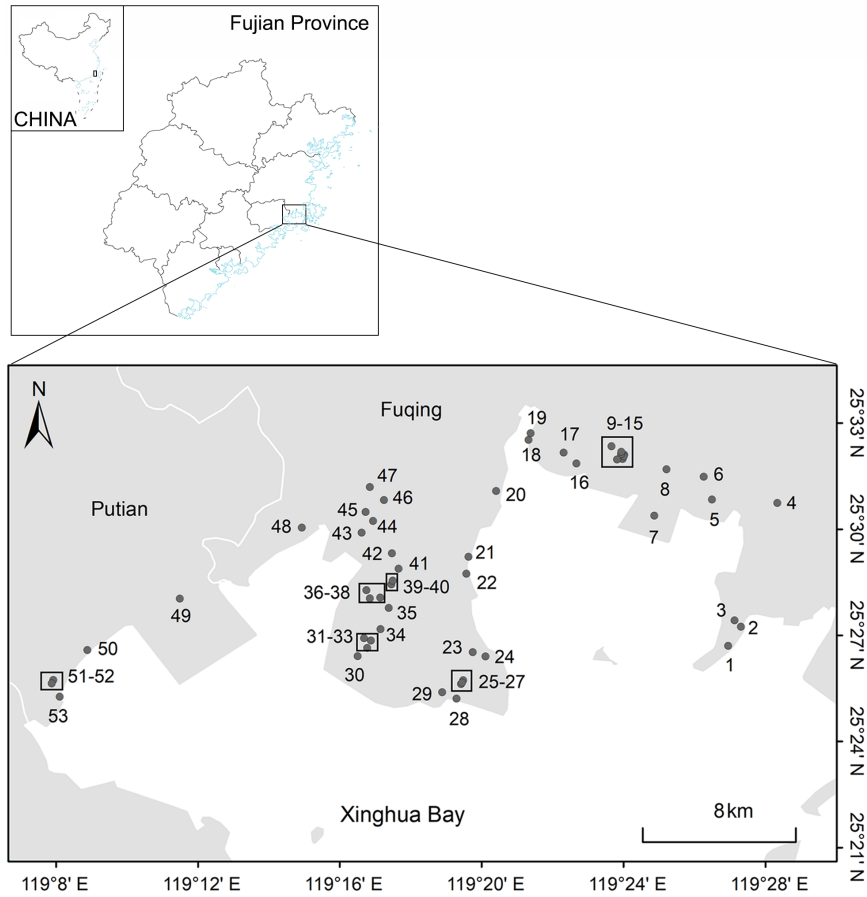 Fujian Province
CHINA
N
Fuqing
Putian
Xinghua Bay
8 km
19
9-15
17
18
16
8
6
5
4
7
47
46
20
45
44
48
43
42
21
41
22
36-38
39-40
49
35
3
2
31-33
34
1
50
30
23
24
51-52
25-27
29
53
28
25°33' N
25°30' N
25°27' N
25°24' N
25°21' N
119°8' E
119°12' E
119°16' E
119°20' E
119°24' E
119°28' E